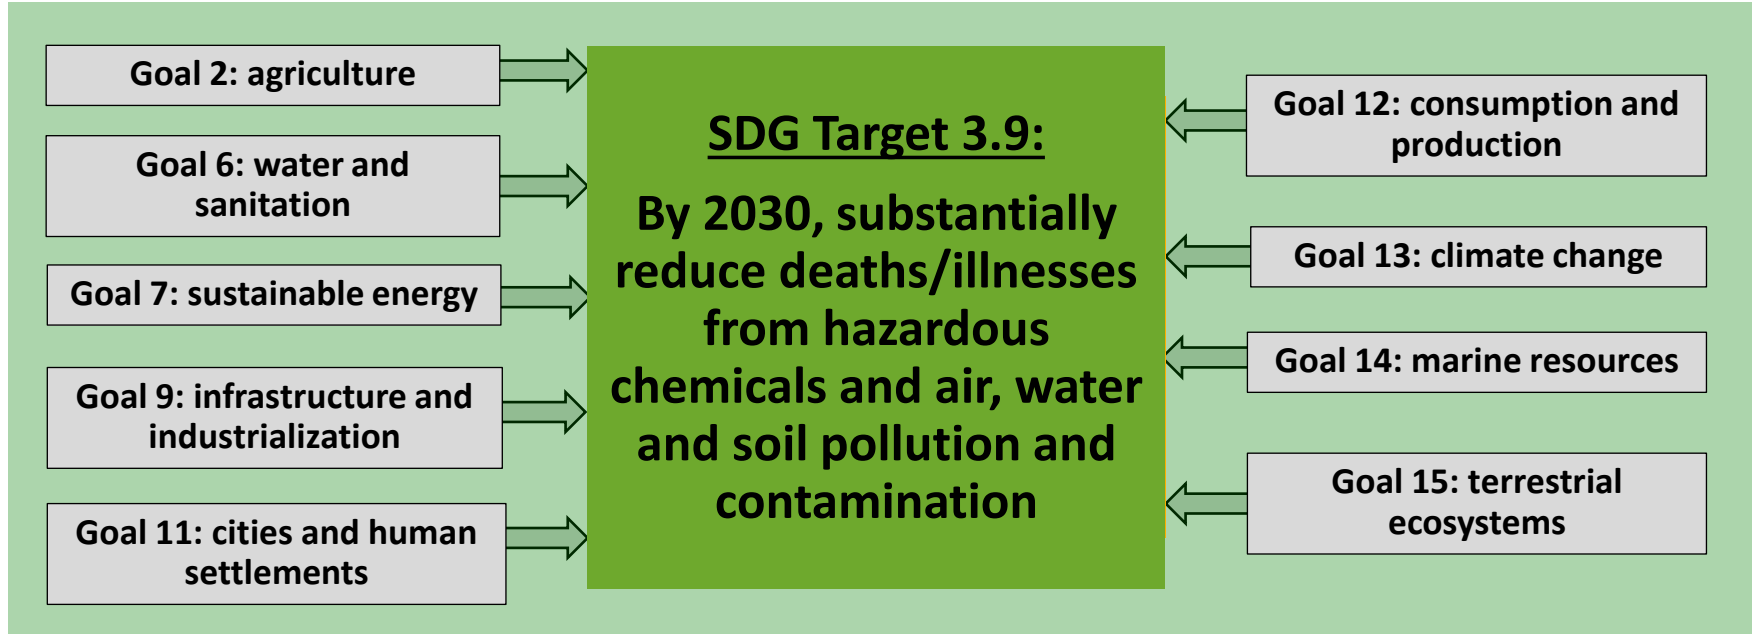 Goal 2: agriculture
Goal 6: water and
sanitation
Goal 7: sustainable energy
Goal 9: infrastructure and
industrialization
Goal 11: cities and human
settlements
SDG Target 3.9:
By 2030, substantially
reduce deaths/illnesses
from hazardous
chemicals and air, water
and soil pollution and
contamination
Goal 12: consumption and
production
Goal 13: climate change
Goal 14: marine resources
Goal 15: terrestrial
ecosystems